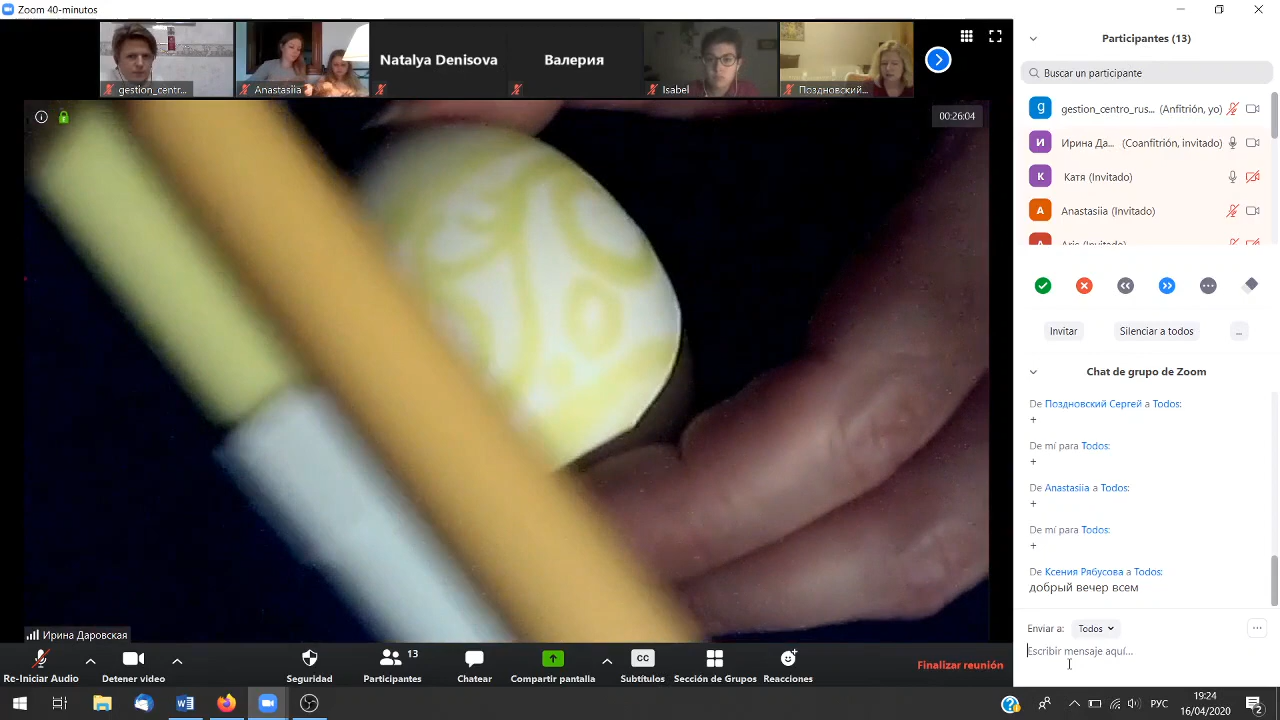 Zoom 40-minutos
gestion_centr...
Anastasiia
Natalya Denisova
Валерия
Isabel
Поздновский...
00:26:04
Ирина Даровская
Participantes (13)
Buscar un participante
g gestion_centro_rus... (Anfitrión, yo)
И Ирина Да... (Coanfitrión, invitado)
К Катя (Invitado)
A Anastasiia (Invitado)
Invitar
Silenciar a todos
...
Chat de grupo de Zoom
De Поздновский Сергей a Todos:
+
De mí para Todos:
+
De Anastasiia a Todos:
+
De mí para Todos:
+
De Ксения Рябусова a Todos:
добрый вечер всем
Enviar a: Todos
Escribir mensaje aquí...
Re-Iniciar Audio
Detener video
Seguridad
13
Participantes
Chatear
Compartir pantalla
CC
Subtítulos
Sección de Grupos
Reacciones
Finalizar reunión
РУС
19:24
16/04/2020
2